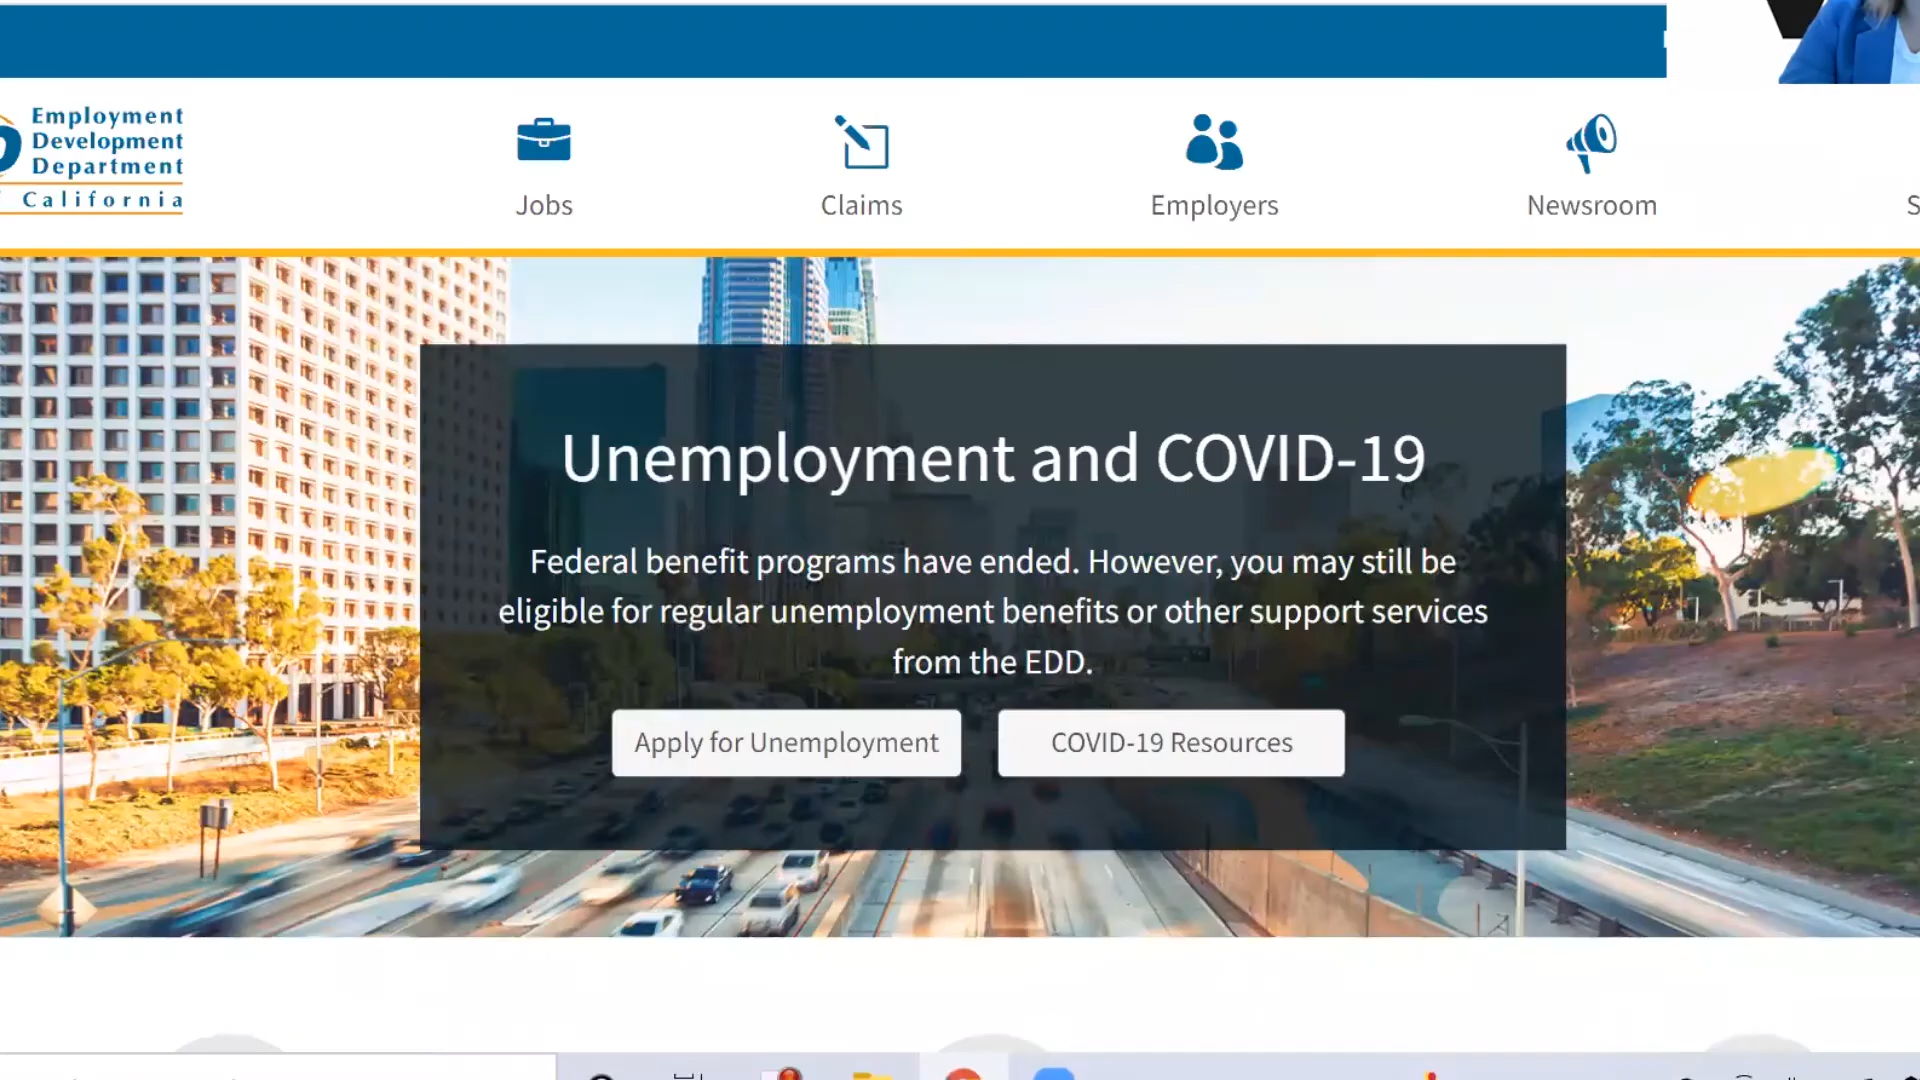 Employment
Development
Department
California
Jobs
Claims
Employers
Newsroom
Unemployment and COVID-19
Federal benefit programs have ended. However, you may still be
eligible for regular unemployment benefits or other support services
from the EDD.
Apply for Unemployment
COVID-19 Resources